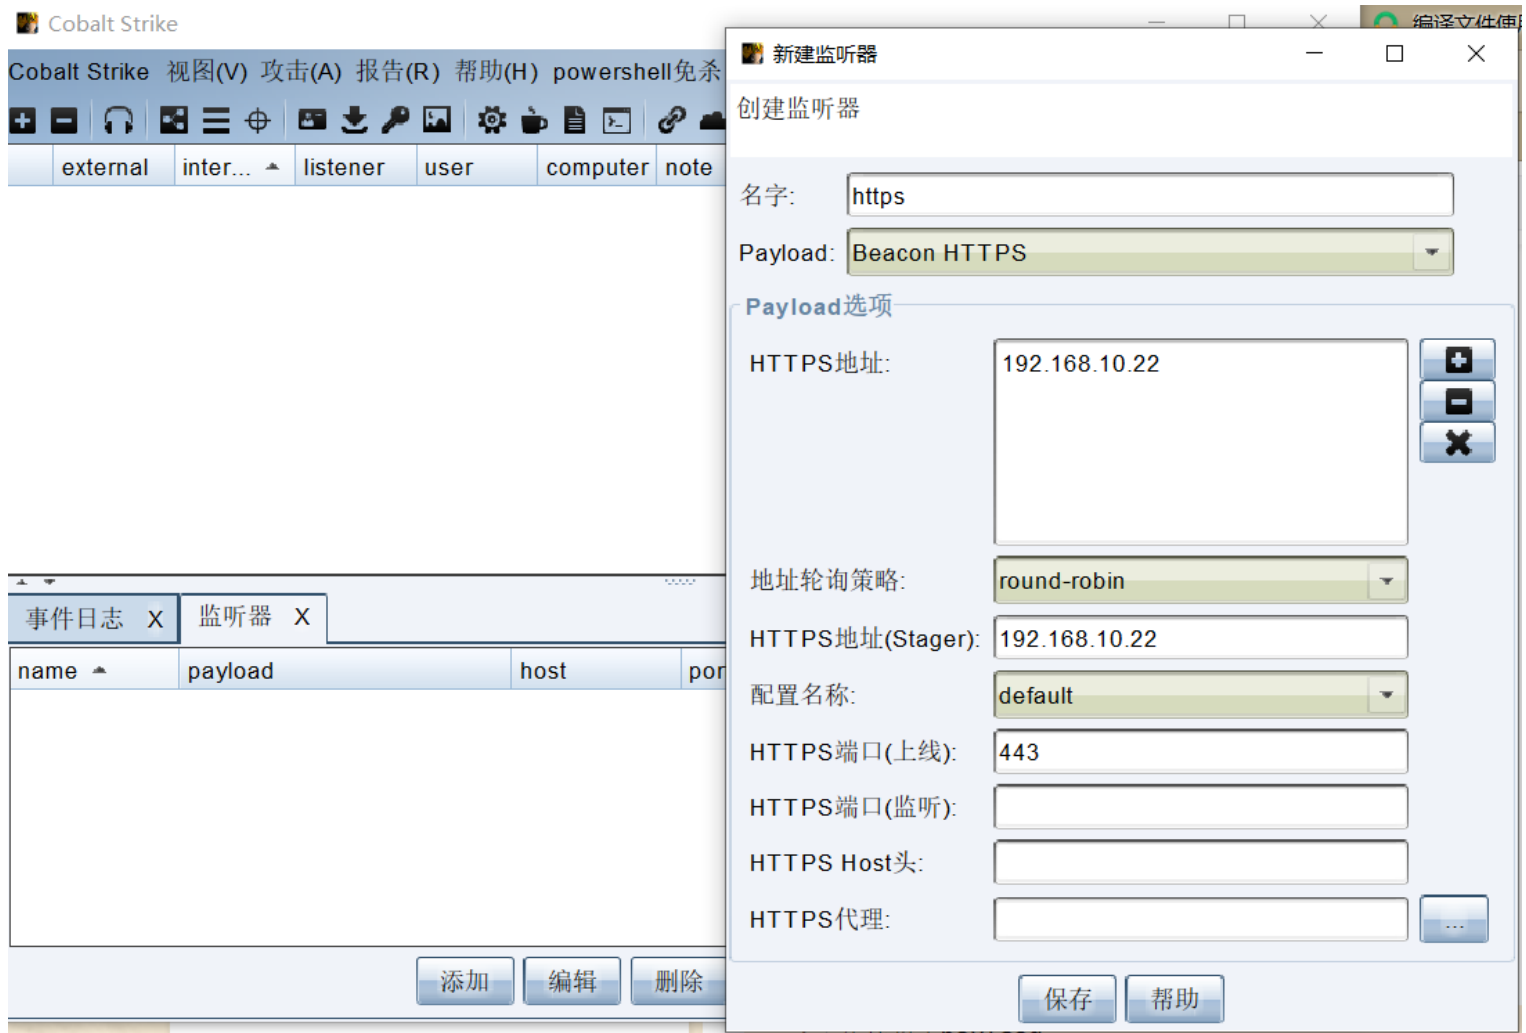 Cobalt Strike
编译文件使用
Cobalt Strike 视图(V) 攻击(A) 报告(R) 帮助(H) powershell免杀
external inter... listener user computer note
事件日志 X 监听器 X
name payload host por
添加 编辑 删除
新建监听器
创建监听器
名字: https
Payload: Beacon HTTPS
Payload选项
HTTPS地址: 192.168.10.22
地址轮询策略: round-robin
HTTPS地址(Stager): 192.168.10.22
配置名称: default
HTTPS端口(上线): 443
HTTPS端口(监听):
HTTPS Host头:
HTTPS代理:
...
保存 帮助